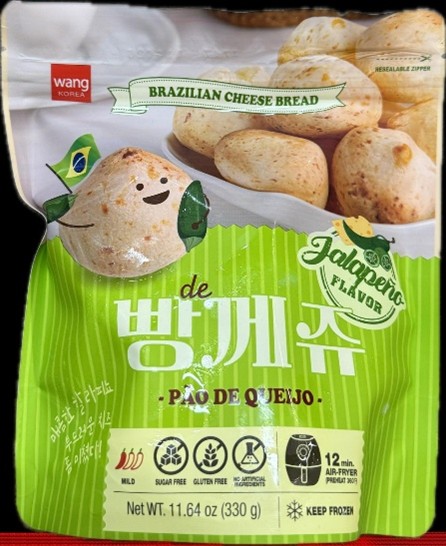 wang
KOREA
BRAZILIAN CHEESE BREAD
RESEALABLE ZIPPER
Jalapeño
FLAVOR
de
빵께쥬
- PÃO DE QUEIJO -
MILD
SUGAR FREE
GLUTEN FREE
NO ARTIFICIAL
INGREDIENTS
12 min.
AIR-FRYER
Net WT. 11.64 oz (330 g)
KEEP FROZEN